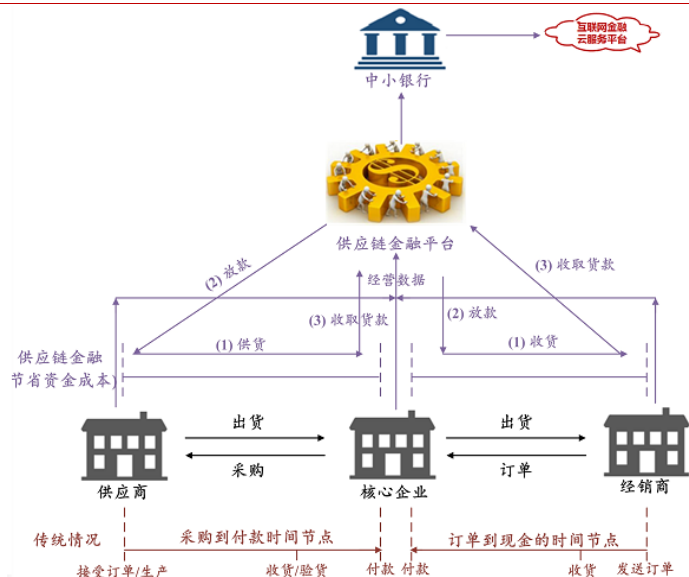 互联网金融
云服务平台
中小银行
供应链金融平台
(2) 放款
经营数据
(3) 收取货款
(3) 收取货款
(2) 放款
(1) 供货
(1) 收货
供应链金融
节省资金成本)
出货
出货
采购
订单
供应商
核心企业
经销商
传统情况
采购到付款时间节点
订单到现金的时间节点
接受订单/生产
收货/验货
付款
付款
收货
发送订单